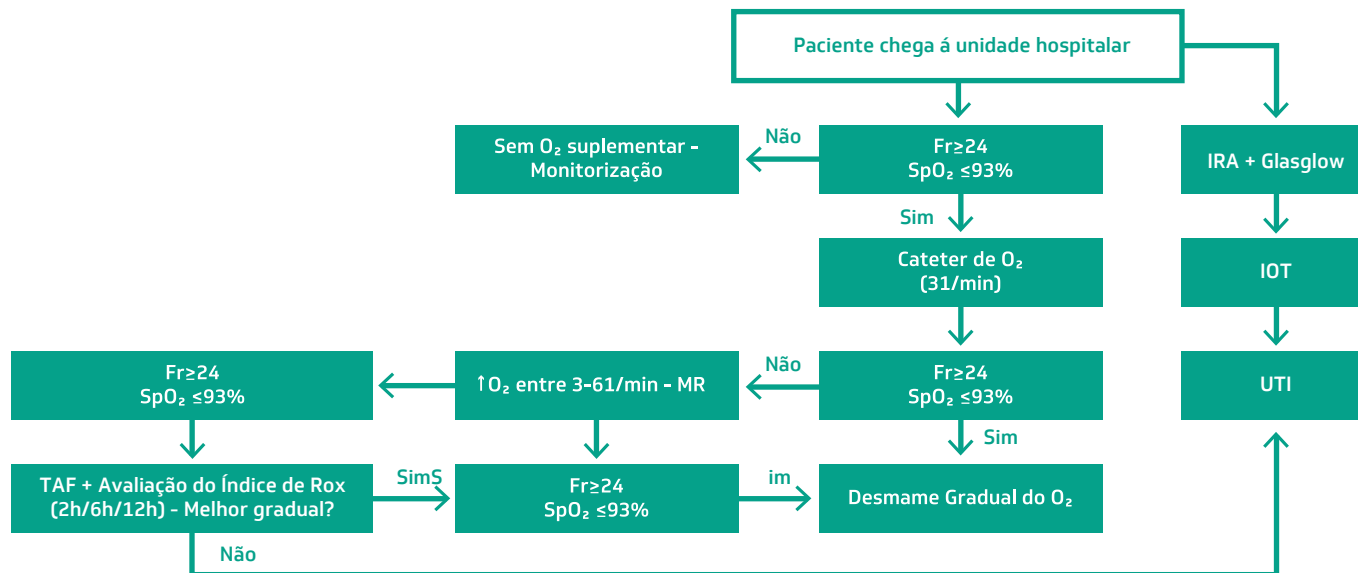 Paciente chega á unidade hospitalar
Não
Sem O₂ suplementar -
Monitorização
Fr≥24
SpO₂ ≤93%
IRA + Glasglow
Sim
Cateter de O₂
(31/min)
IOT
Não
Fr≥24
SpO₂ ≤93%
↑O₂ entre 3-61/min - MR
Fr≥24
SpO₂ ≤93%
UTI
Sim
TAF + Avaliação do Índice de Rox
(2h/6h/12h) - Melhor gradual?
SimS
Fr≥24
SpO₂ ≤93%
im
Desmame Gradual do O₂
Não